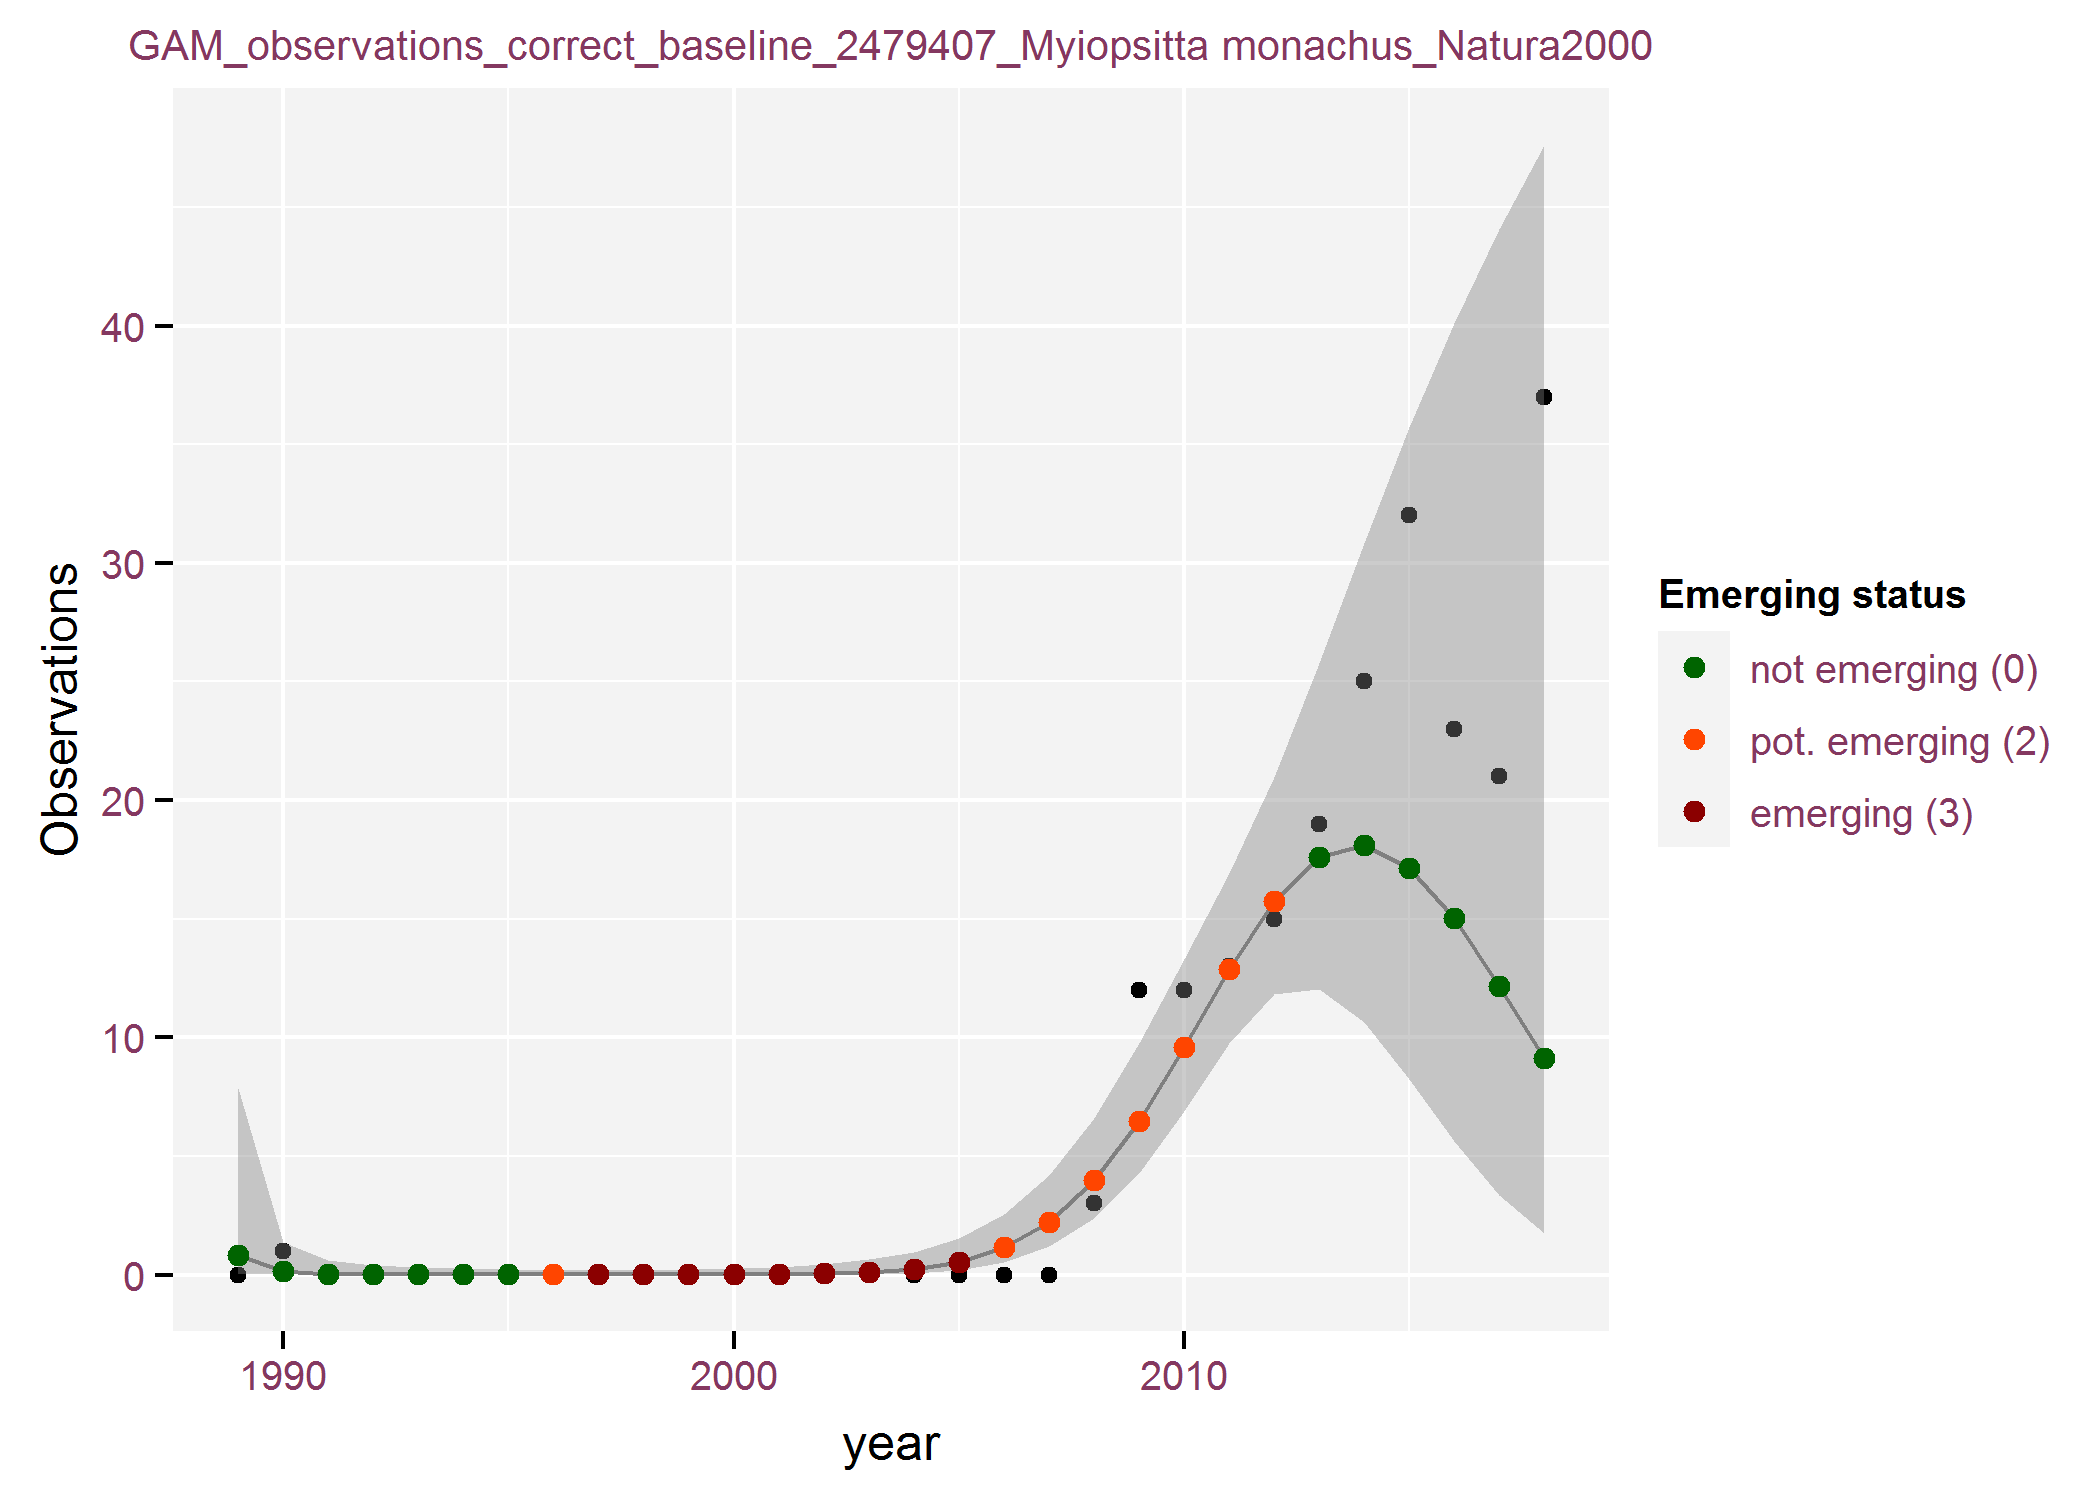 GAM_observations_correct_baseline_2479407_Myiopsitta monachus_Natura2000
Observations
40
30
20
10
0
1990
2000
2010
year
Emerging status
not emerging (0)
pot. emerging (2)
emerging (3)